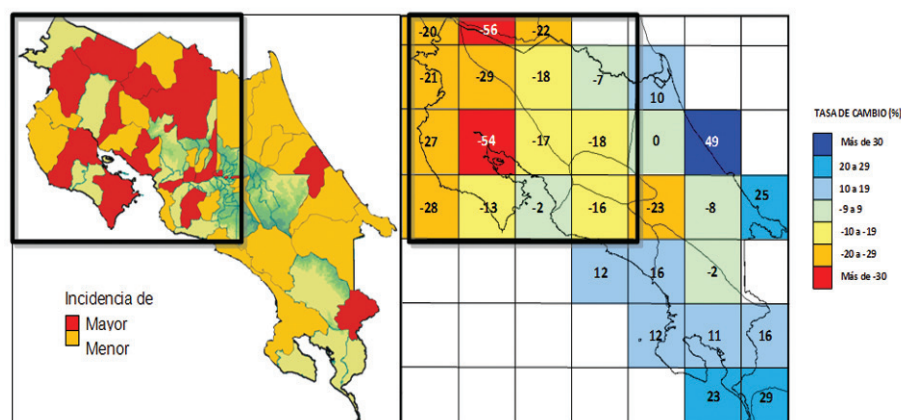 Incidencia de
Mayor
Menor
-20 -56 -22
-21 -29 -18 -7 10
-27 -54 -17 -18 0 49
-28 -13 -2 -16 -23 -8 25
12 16 -2
12 11 16
23 29
TASA DE CAMBIO (%)
Más de 30
20 a 29
10 a 19
-9 a 9
-10 a -19
-20 a -29
Más de -30